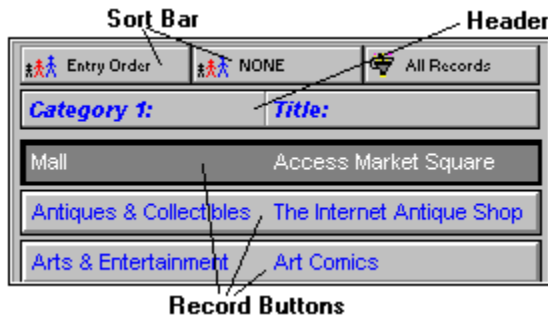 Sort Bar Header
Entry Order NONE All Records
Category 1: Title:
Mall Access Market Square
Antiques & Collectibles The Internet Antique Shop
Arts & Entertainment Art Comics
Record Buttons